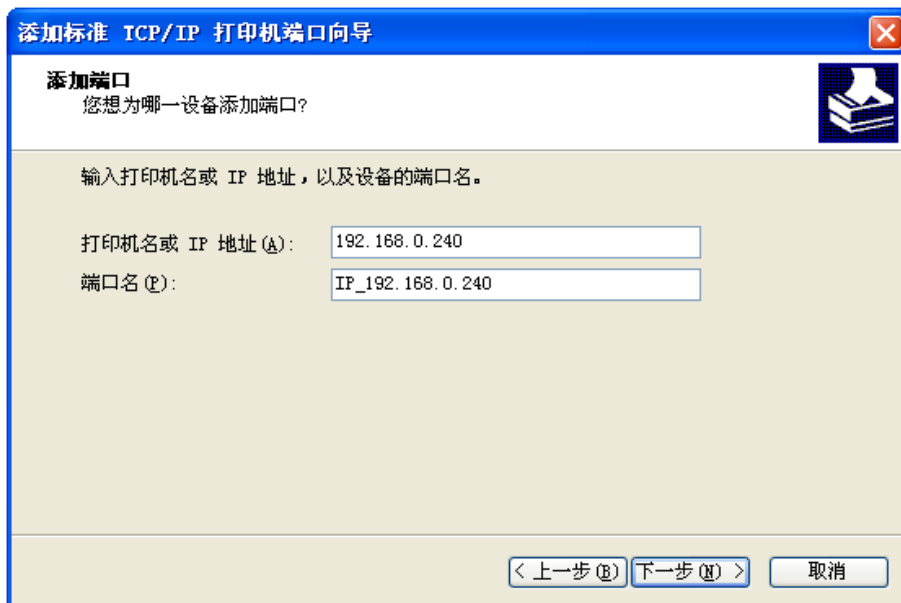 添加标准 TCP/IP 打印机端口向导
添加端口
您想为哪一设备添加端口?
输入打印机名或 IP 地址，以及设备的端口名。
打印机名或 IP 地址(A): 192.168.0.240
端口名(P): IP_192.168.0.240
< 上一步(B) 下一步(N) > 取消